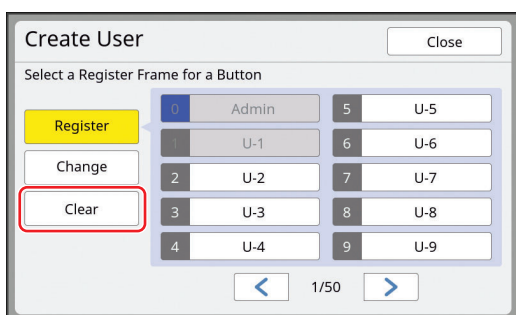 Create User
Close
Select a Register Frame for a Button
Register
Change
Clear
0 Admin
1 U-1
2 U-2
3 U-3
4 U-4
5 U-5
6 U-6
7 U-7
8 U-8
9 U-9
1/50